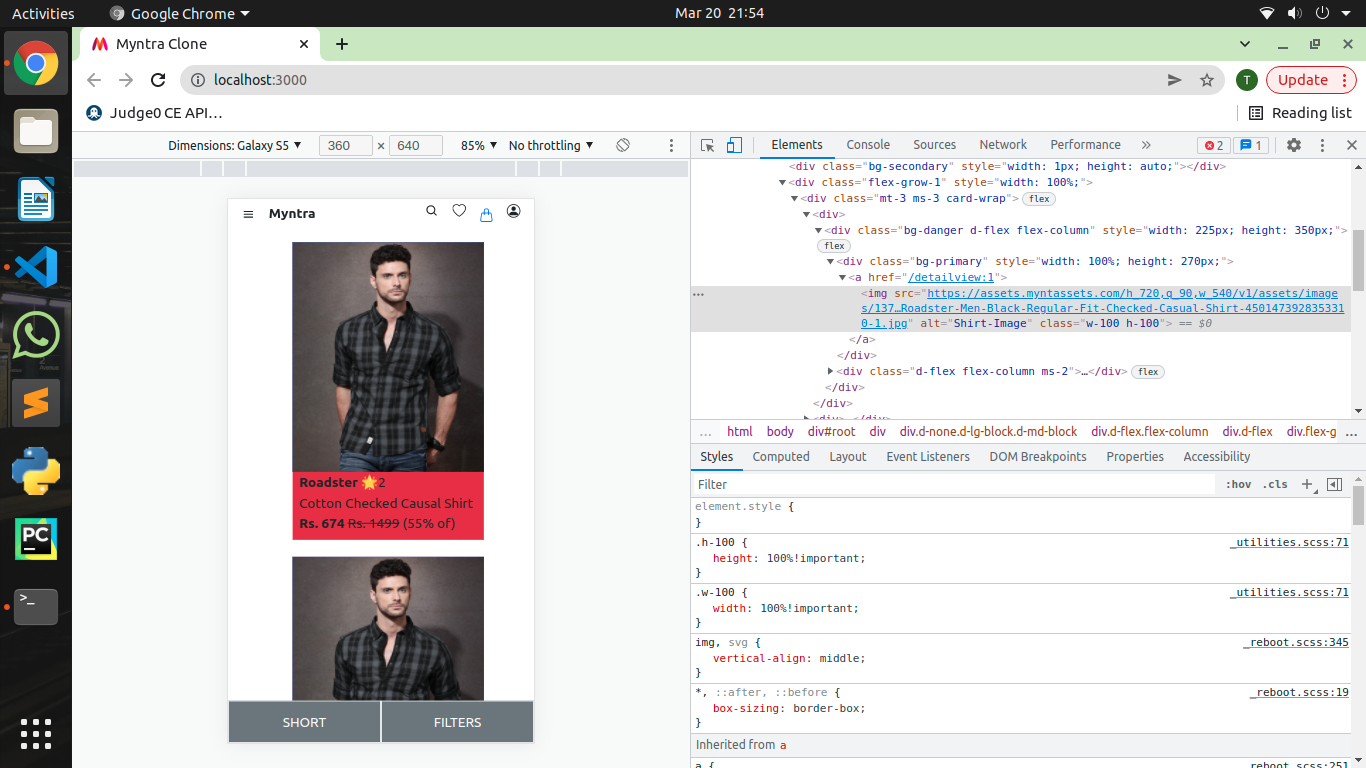 Activities
Google Chrome
Mar 20 21:54
Myntra Clone
localhost:3000
T
Update
Judge0 CE API…
Reading list
Dimensions: Galaxy S5
360 × 640
85%
No throttling
Myntra
Roadster 🌟2
Cotton Checked Causal Shirt
Rs. 674 Rs. 1499 (55% of)
SHORT
FILTERS
Elements
Console
Sources
Network
Performance
»
2
1
<div class="bg-secondary" style="width: 1px; height: auto;"></div>
<div class="flex-grow-1" style="width: 100%;">
<div class="mt-3 ms-3 card-wrap"> flex
<div>
<div class="bg-danger d-flex flex-column" style="width: 225px; height: 350px;">
flex
<div class="bg-primary" style="width: 100%; height: 270px;">
<a href="/detailview:1">
<img src="https://assets.myntassets.com/h_720,q_90,w_540/v1/assets/image
s/137…Roadster-Men-Black-Regular-Fit-Checked-Casual-Shirt-450147392835331
0-1.jpg" alt="Shirt-Image" class="w-100 h-100"> == $0
</a>
</div>
<div class="d-flex flex-column ms-2">…</div> flex
</div>
</div>
… html body div#root div div.d-none.d-lg-block.d-md-block div.d-flex.flex-column div.d-flex div.flex-g …
Styles
Computed
Layout
Event Listeners
DOM Breakpoints
Properties
Accessibility
Filter
:hov .cls
element.style {
}
.h-100 { _utilities.scss:71
height: 100%!important;
}
.w-100 { _utilities.scss:71
width: 100%!important;
}
img, svg { _reboot.scss:345
vertical-align: middle;
}
*, ::after, ::before { _reboot.scss:19
box-sizing: border-box;
}
Inherited from a
a { _reboot.scss:251